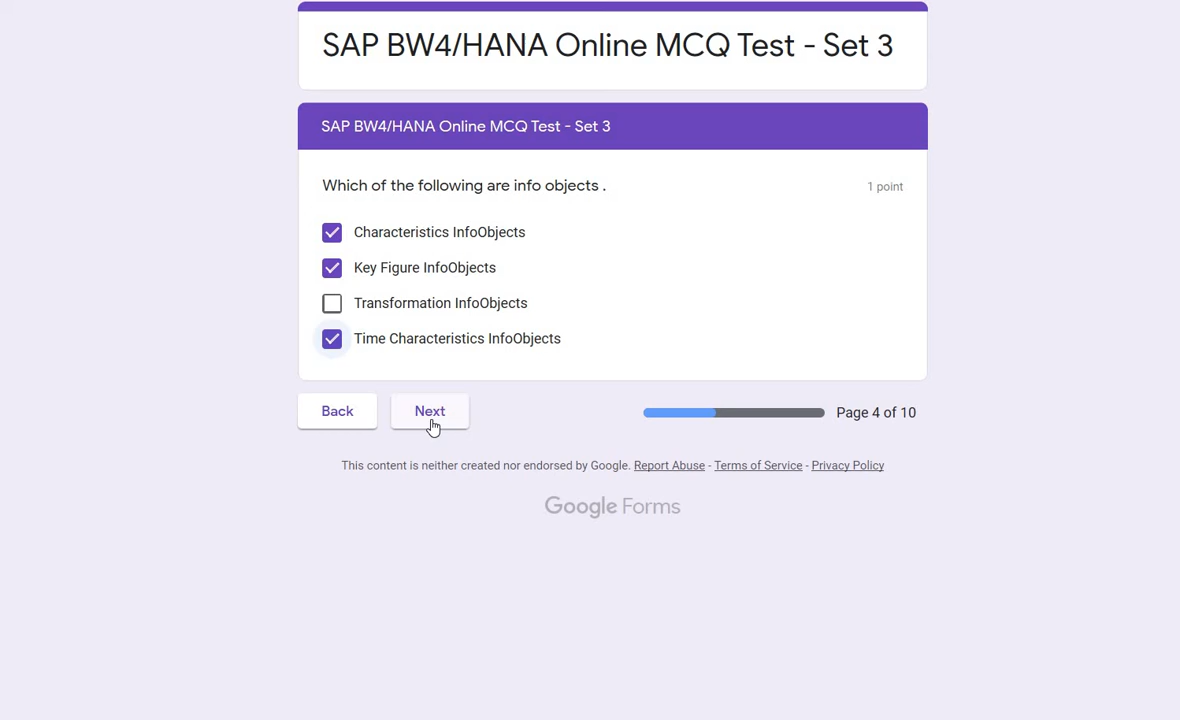 SAP BW4/HANA Online MCQ Test - Set 3
SAP BW4/HANA Online MCQ Test - Set 3
Which of the following are info objects .
1 point
Characteristics InfoObjects
Key Figure InfoObjects
Transformation InfoObjects
Time Characteristics InfoObjects
Back
Next
Page 4 of 10
This content is neither created nor endorsed by Google. Report Abuse - Terms of Service - Privacy Policy
Google Forms